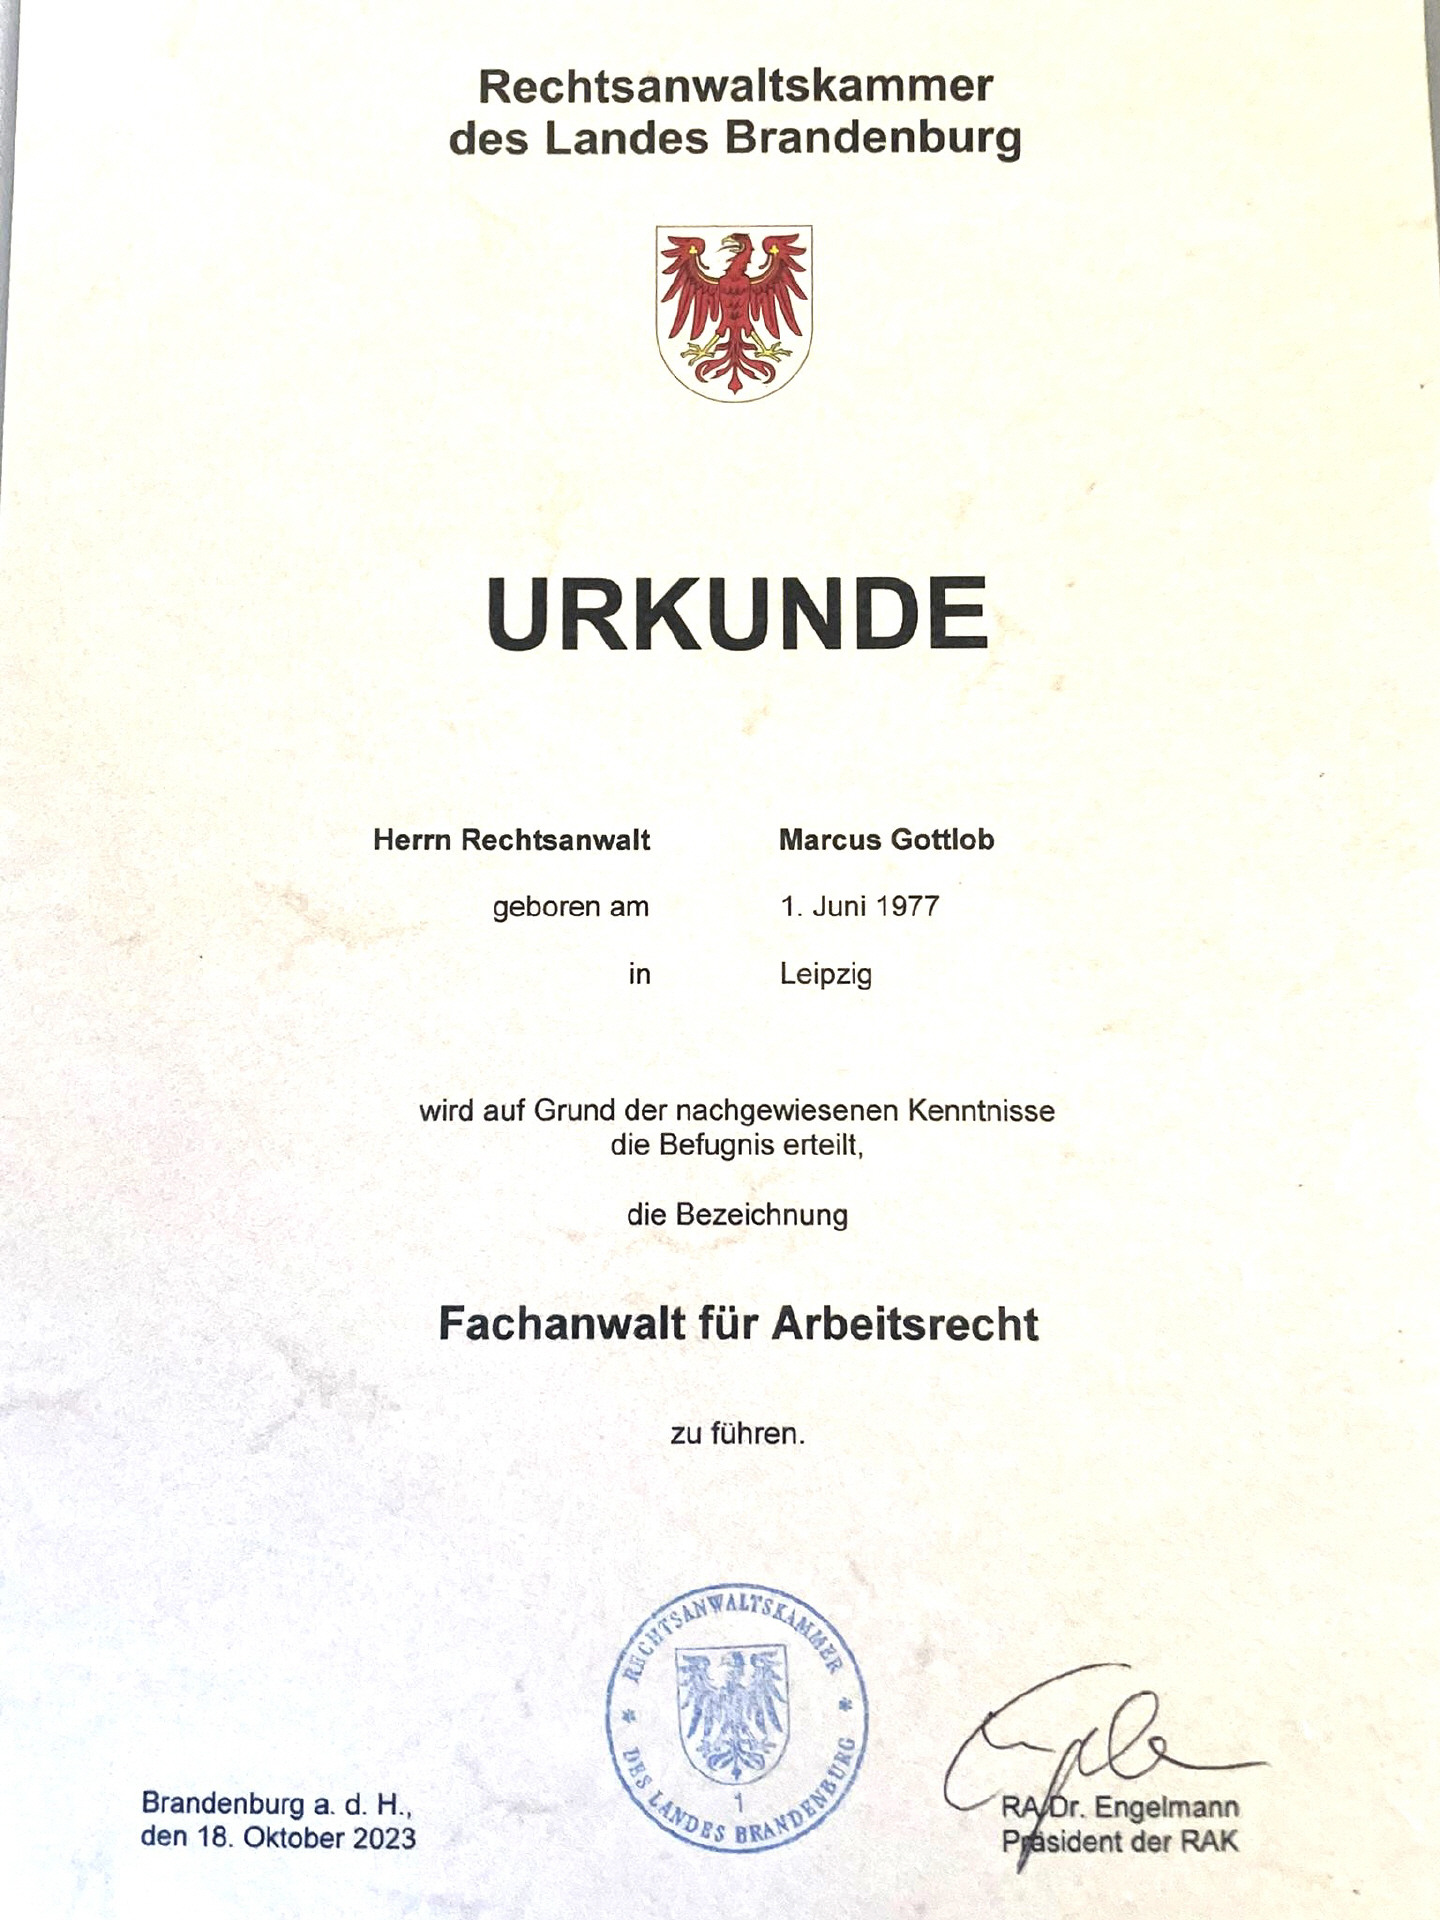 Rechtsanwaltskammer
des Landes Brandenburg
URKUNDE
Herrn Rechtsanwalt Marcus Gottlob
geboren am 1. Juni 1977
in Leipzig
wird auf Grund der nachgewiesenen Kenntnisse
die Befugnis erteilt,
die Bezeichnung
Fachanwalt für Arbeitsrecht
zu führen.
RECHTSANWALTSKAMMER
* DES LANDES BRANDENBURG *
1
Brandenburg a. d. H.,
den 18. Oktober 2023
RA Dr. Engelmann
Präsident der RAK